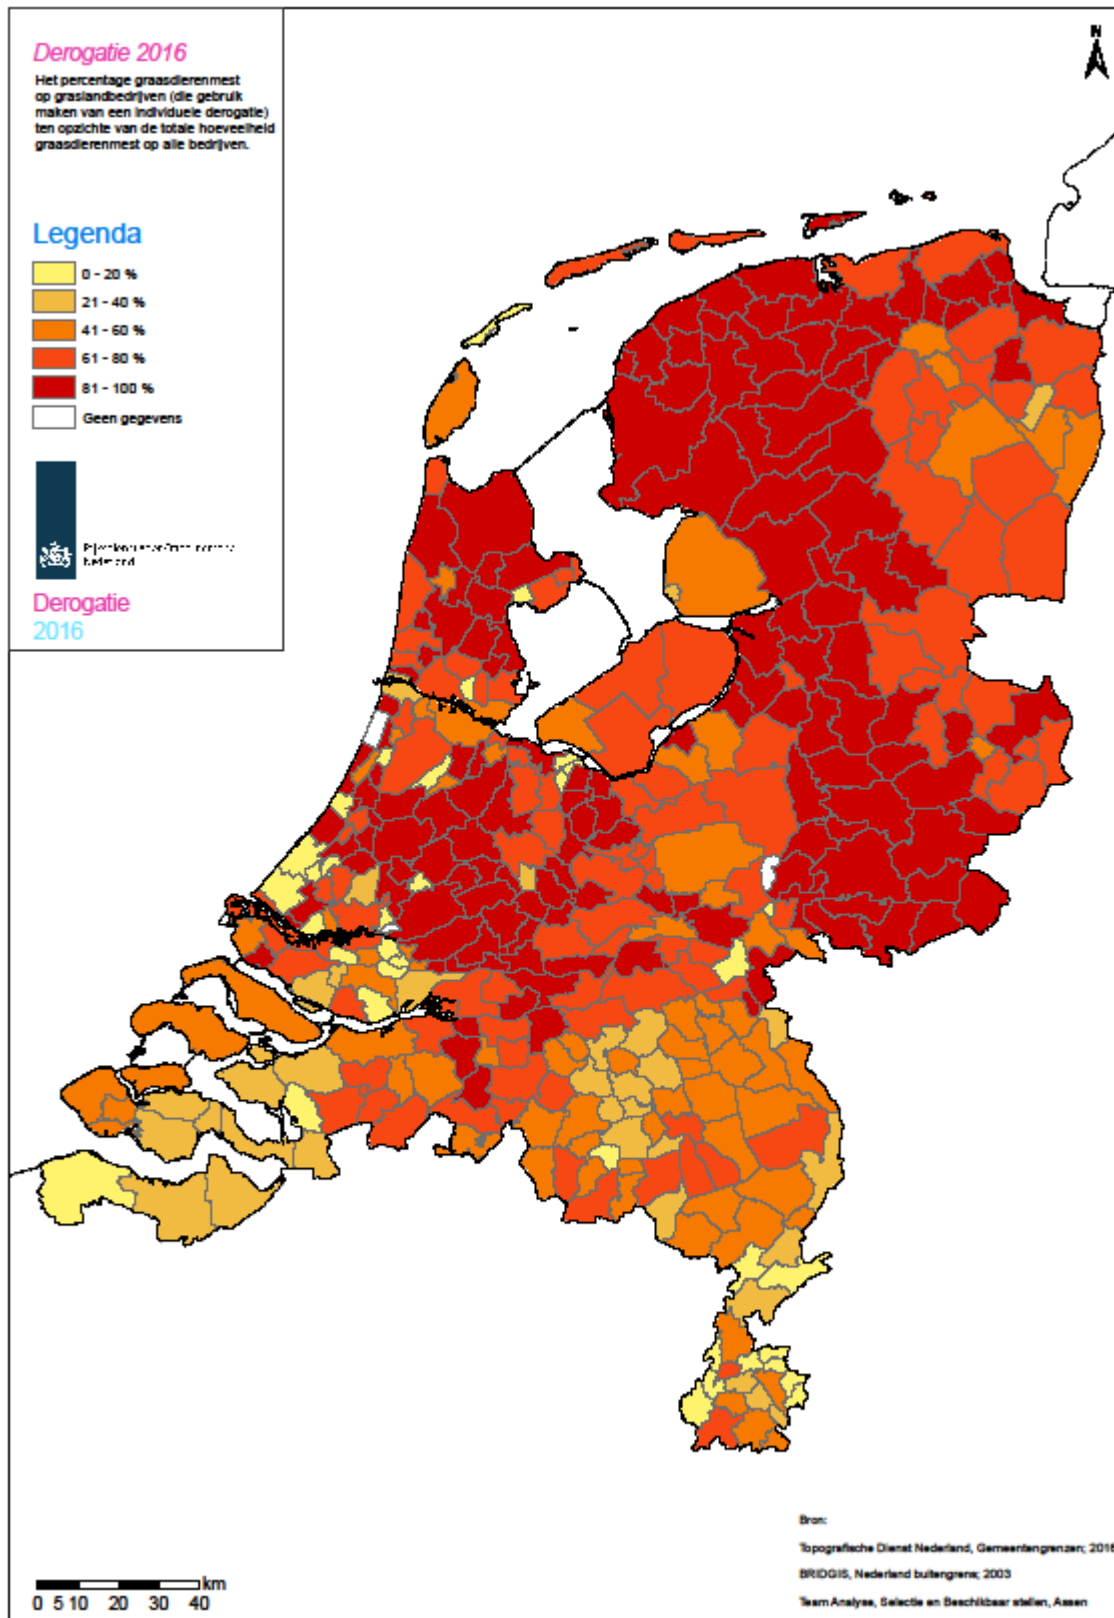 Derogatie 2016
Het percentage graasdierenmest
op graslandbedrijven (die gebruik
maken van een individuele derogatie)
ten opzichte van de totale hoeveelheid
graasdierenmest op alle bedrijven.
N
Legenda
0 - 20 %
21 - 40 %
41 - 60 %
61 - 80 %
81 - 100 %
Geen gegevens
Nederland
Derogatie
2016
Bron:
Topografische Dienst Nederland, Gemeentengrenzen; 2016
BRIDGIS, Nederland buitengrens; 2003
Team Analyse, Selectie en Beschikbaar stellen, Assen
km
0 5 10 20 30 40